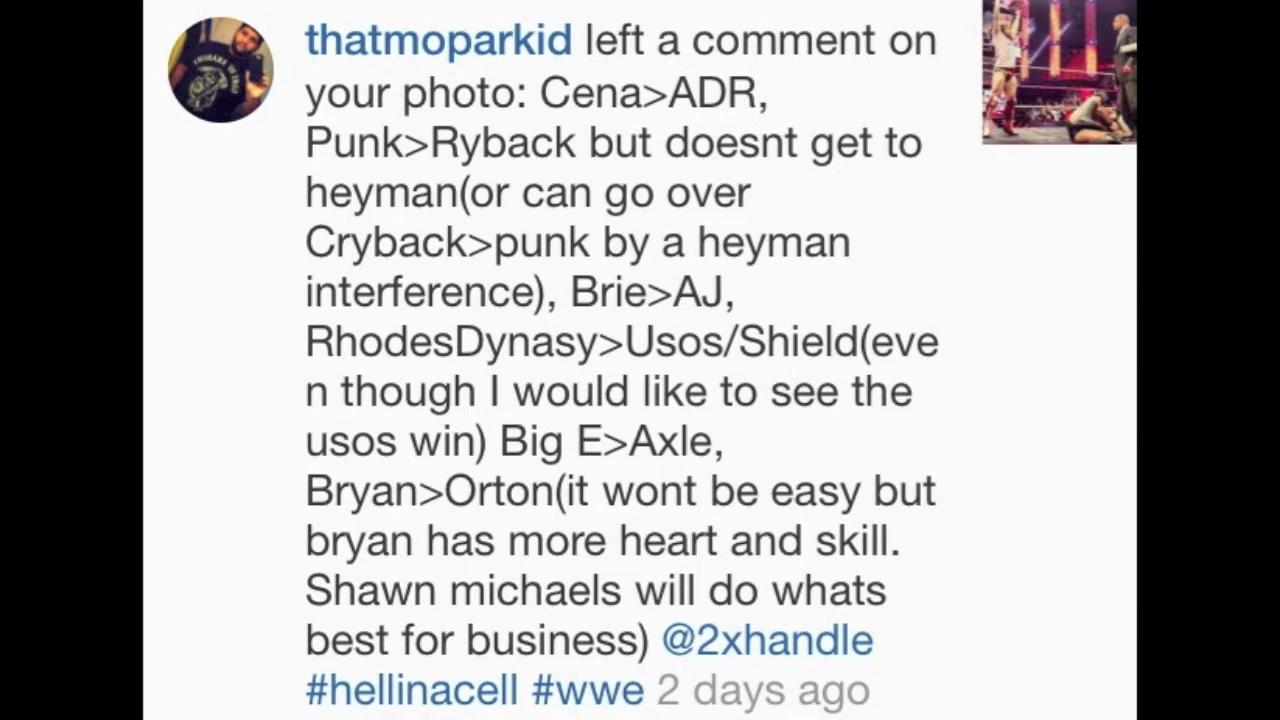 thatmoparkid left a comment on
your photo: Cena>ADR,
Punk>Ryback but doesnt get to
heyman(or can go over
Cryback>punk by a heyman
interference), Brie>AJ,
RhodesDynasy>Usos/Shield(eve
n though I would like to see the
usos win) Big E>Axle,
Bryan>Orton(it wont be easy but
bryan has more heart and skill.
Shawn michaels will do whats
best for business) @2xhandle
#hellinacell #wwe 2 days ago